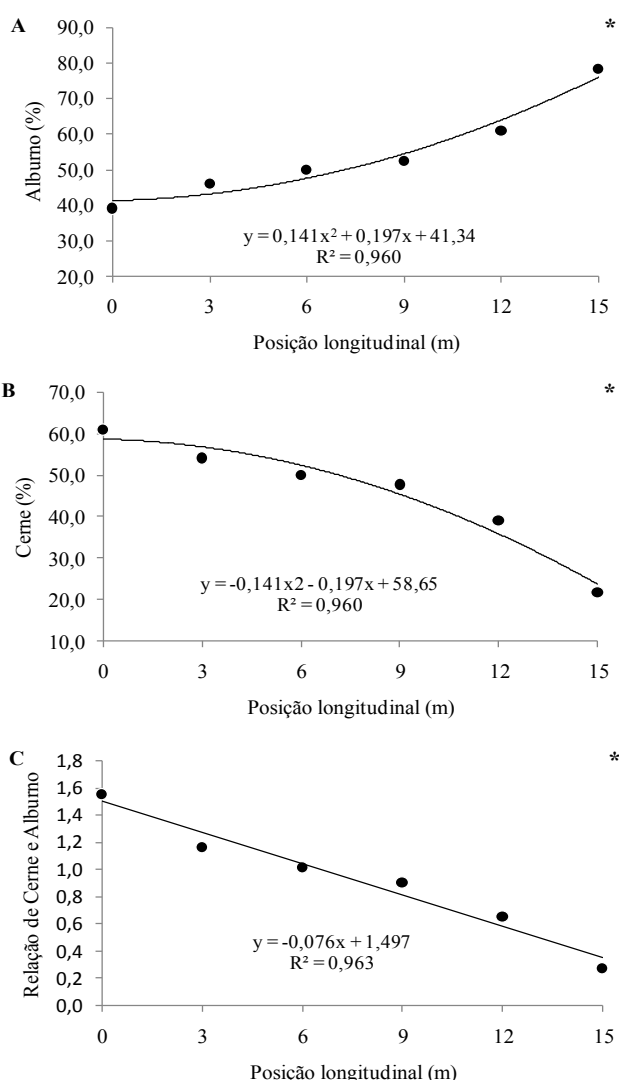 A
*
90,0
80,0
70,0
60,0
50,0
40,0
30,0
20,0
Alburno (%)
y = 0,141x² + 0,197x + 41,34
R² = 0,960
0 3 6 9 12 15
Posição longitudinal (m)
B
*
70,0
60,0
50,0
40,0
30,0
20,0
10,0
Cerne (%)
y = -0,141x2 - 0,197x + 58,65
R² = 0,960
0 3 6 9 12 15
Posição longitudinal (m)
C
*
1,8
1,6
1,4
1,2
1,0
0,8
0,6
0,4
0,2
0,0
Relação de Cerne e Alburno
y = -0,076x + 1,497
R² = 0,963
0 3 6 9 12 15
Posição longitudinal (m)